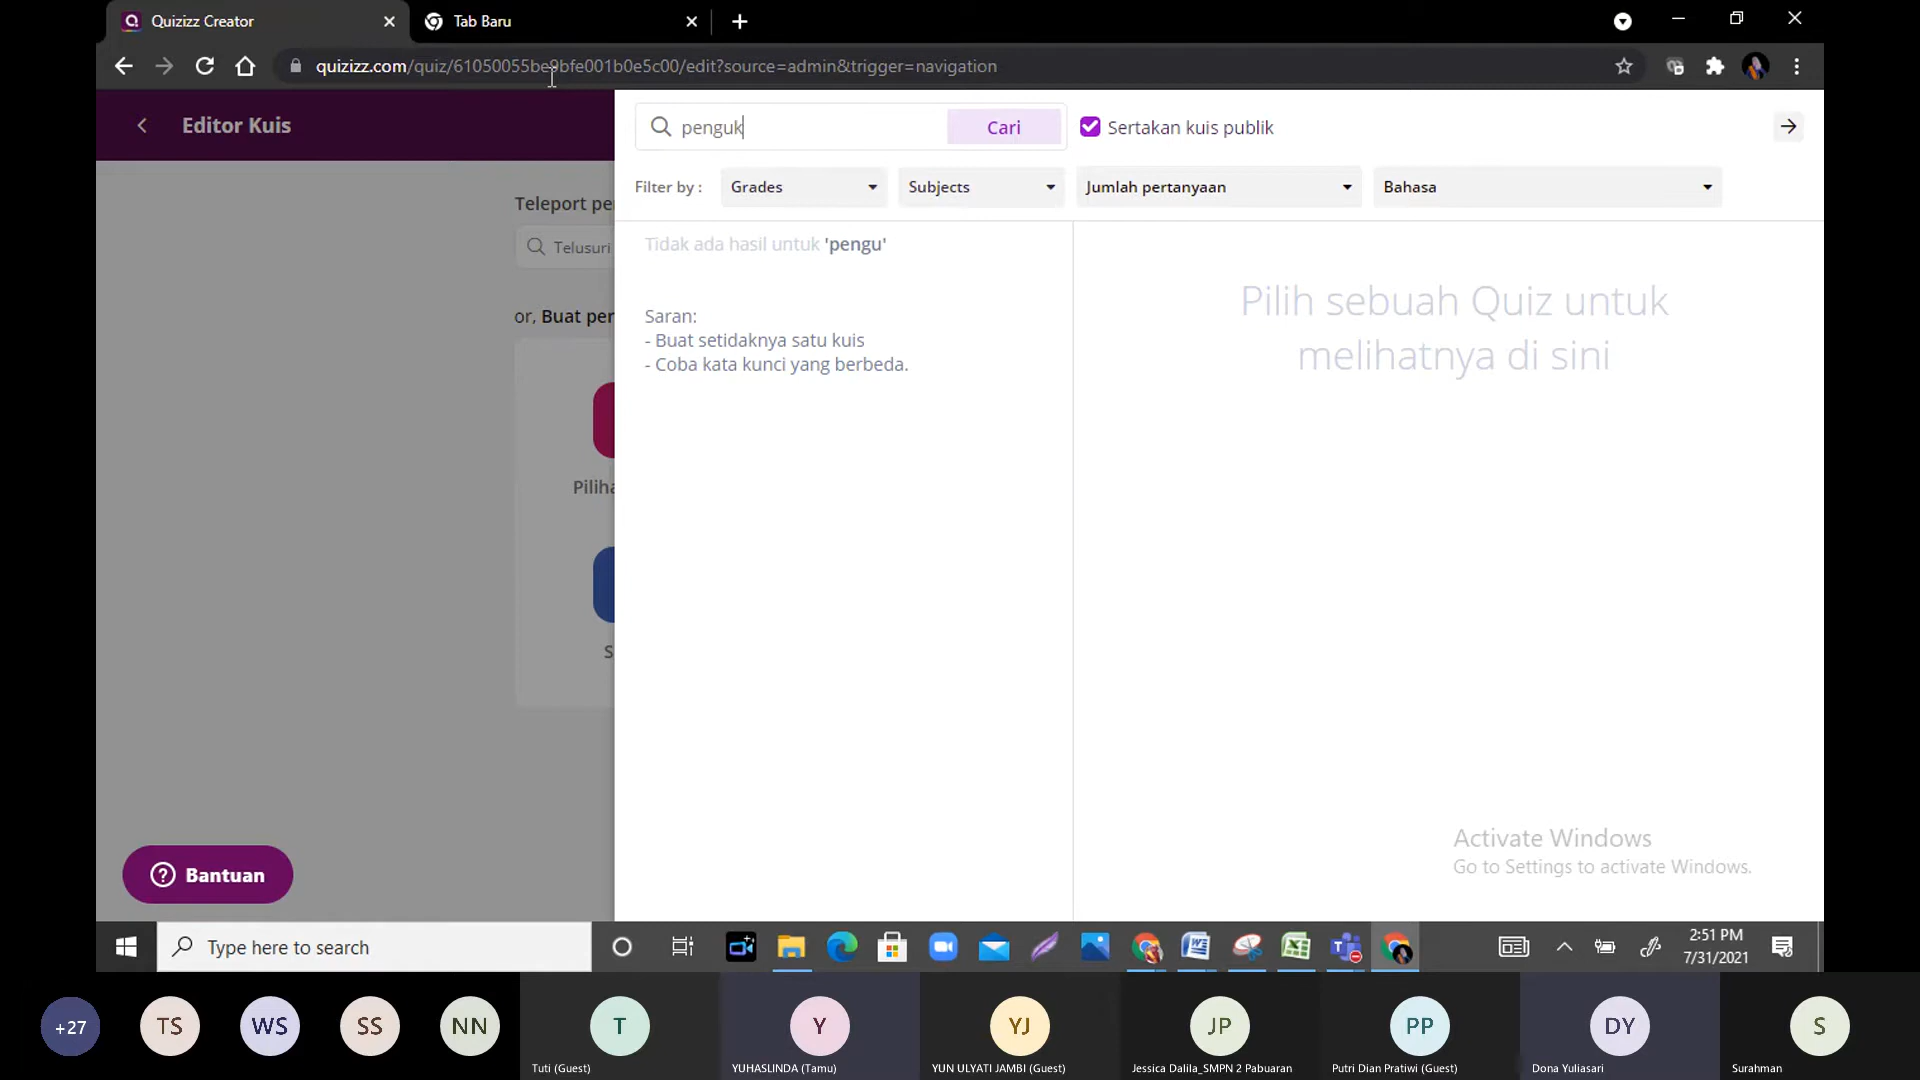 Quizizz Creator
Tab Baru
quizizz.com/quiz/61050055be9bfe001b0e5c00/edit?source=admin&trigger=navigation
Editor Kuis
penguk
Cari
Sertakan kuis publik
Filter by :
Grades
Subjects
Jumlah pertanyaan
Bahasa
Teleport pe
Telusuri
or, Buat per
Piliha
S
Tidak ada hasil untuk 'pengu'
Saran:
- Buat setidaknya satu kuis
- Coba kata kunci yang berbeda.
Pilih sebuah Quiz untuk
melihatnya di sini
Activate Windows
Go to Settings to activate Windows.
Bantuan
Type here to search
2:51 PM
7/31/2021
+27
TS
WS
SS
NN
T
Y
YJ
JP
PP
DY
S
Tuti (Guest)
YUHASLINDA (Tamu)
YUN ULYATI JAMBI (Guest)
Jessica Dalila_SMPN 2 Pabuaran
Putri Dian Pratiwi (Guest)
Dona Yuliasari
Surahman